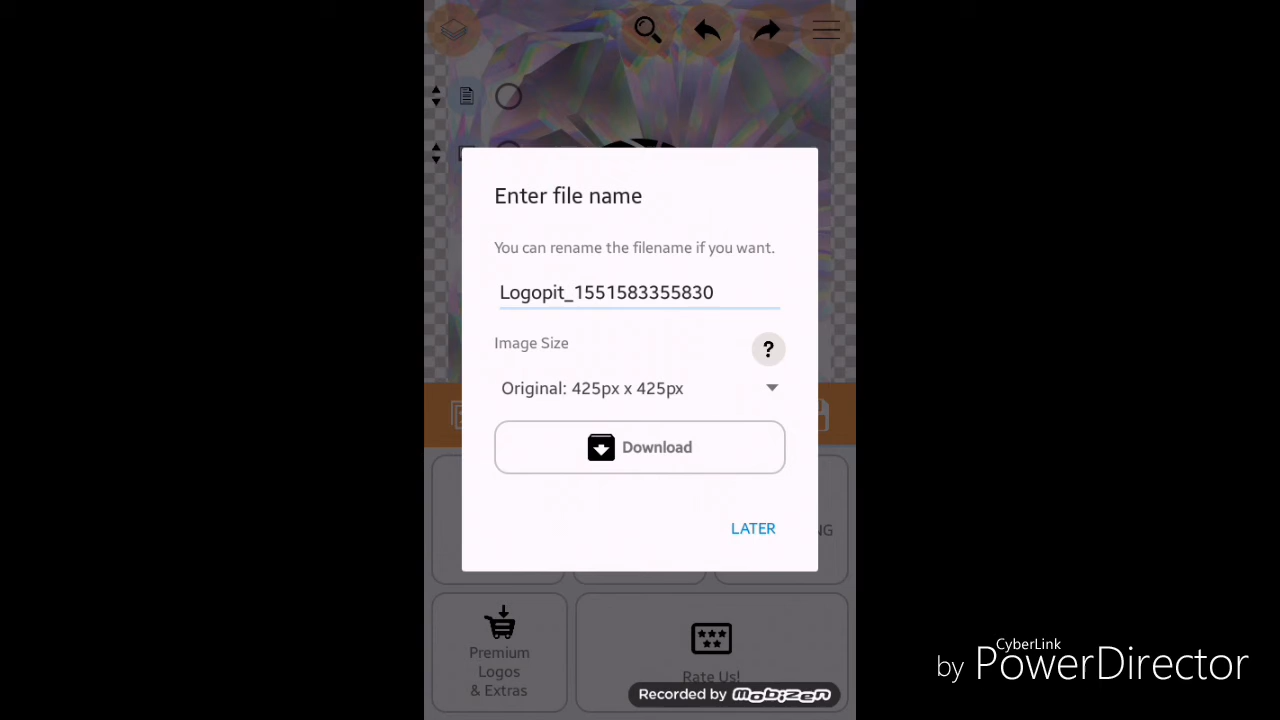 Enter file name
You can rename the filename if you want.
Logopit_1551583355830
Image Size
?
Original: 425px x 425px
Download
LATER
NG
Premium
Logos
& Extras
Rate Us!
Recorded by mobizen
CyberLink
by PowerDirector